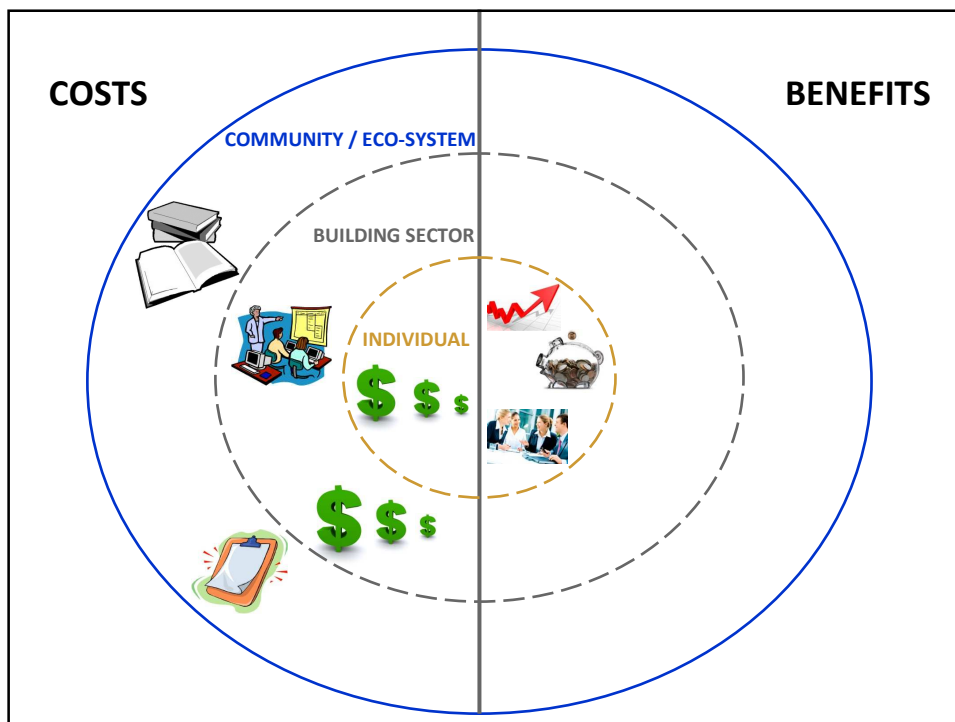 COSTS
BENEFITS
COMMUNITY / ECO-SYSTEM
BUILDING SECTOR
INDIVIDUAL